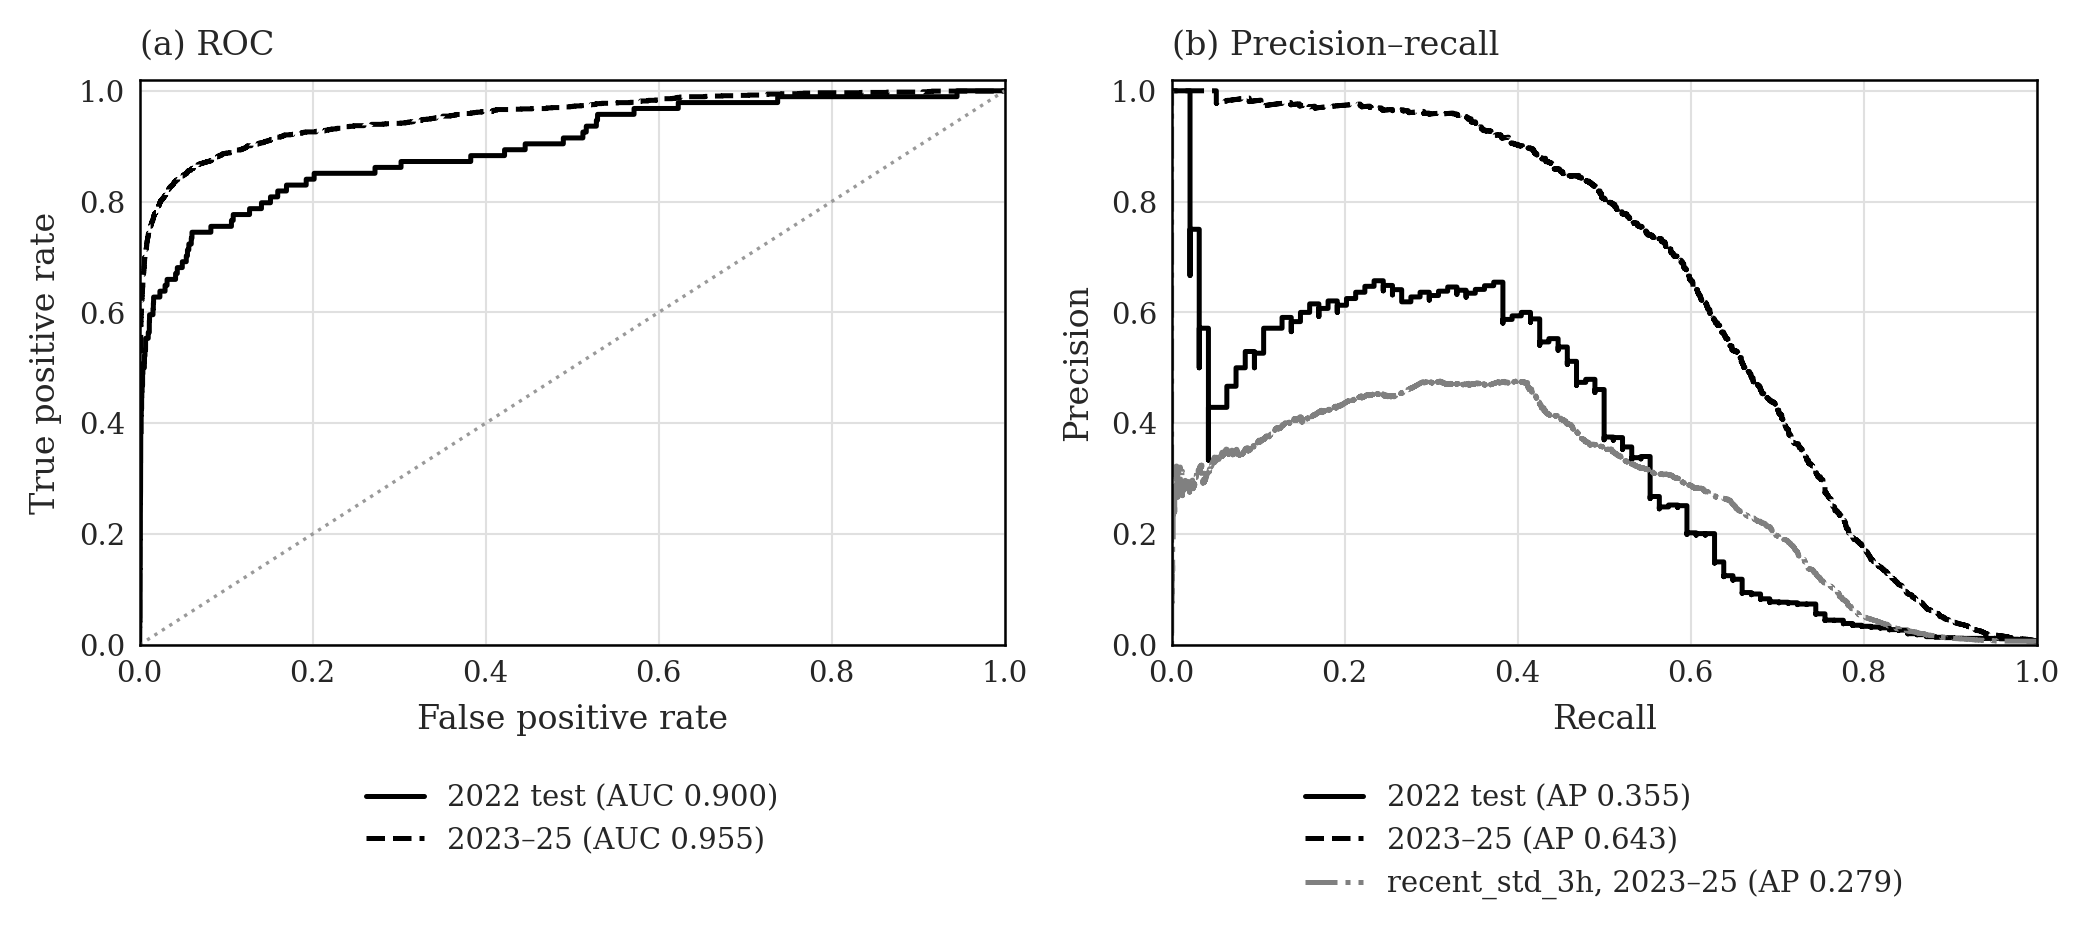 (a) ROC
1.0
0.8
0.6
0.4
0.2
0.0
True positive rate
0.0 0.2 0.4 0.6 0.8 1.0
False positive rate
2022 test (AUC 0.900)
2023–25 (AUC 0.955)
(b) Precision–recall
1.0
0.8
0.6
0.4
0.2
0.0
Precision
0.0 0.2 0.4 0.6 0.8 1.0
Recall
2022 test (AP 0.355)
2023–25 (AP 0.643)
recent_std_3h, 2023–25 (AP 0.279)